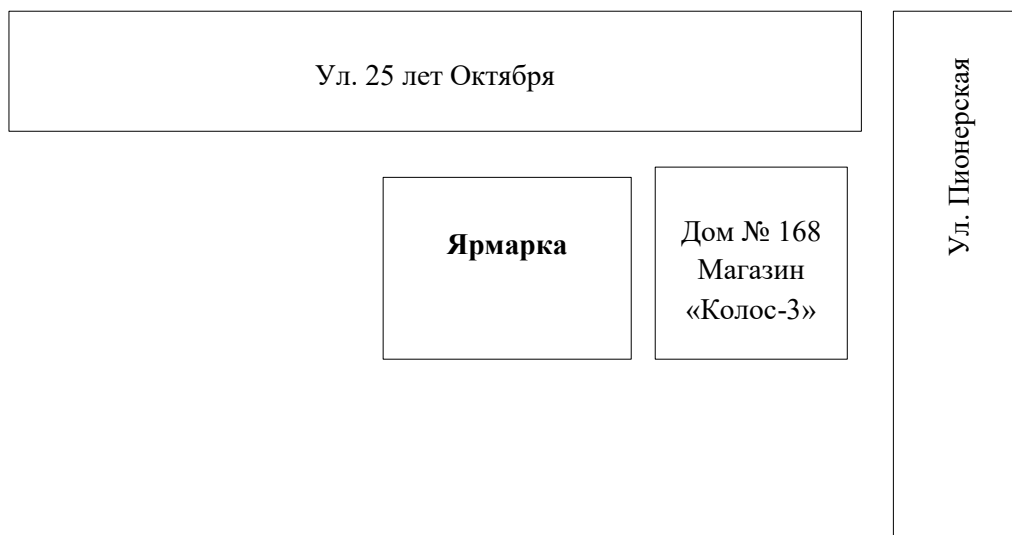 Ул. 25 лет Октября
Ул. Пионерская
Ярмарка
Дом № 168
Магазин
«Колос-3»